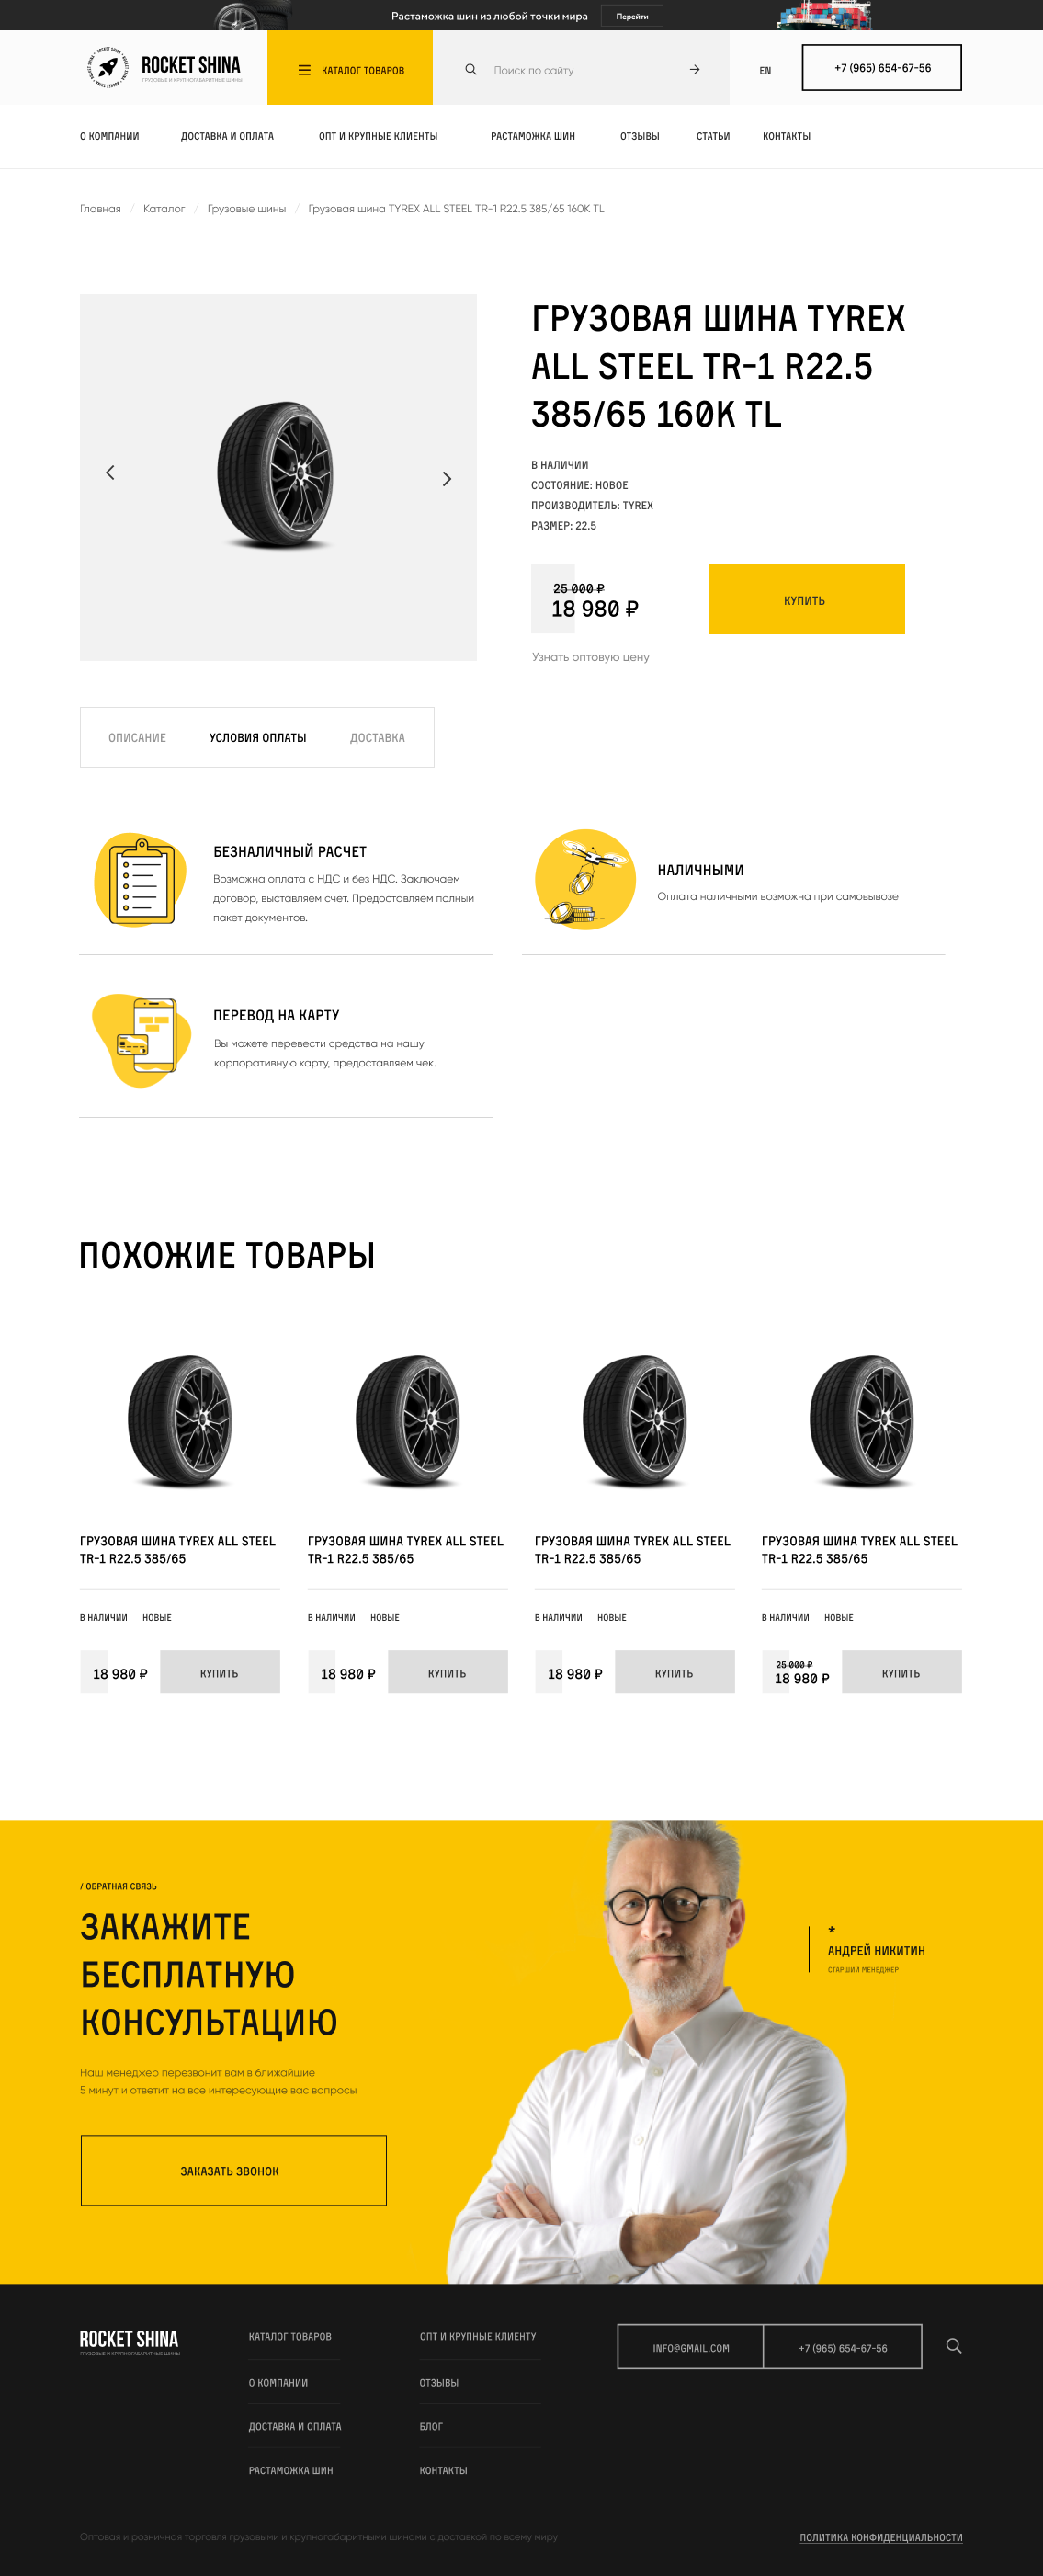 Растаможка шин из любой точки мира
Перейти
ROCKET SHINA
ГРУЗОВЫЕ И КРУПНОГАБАРИТНЫЕ ШИНЫ
КАТАЛОГ ТОВАРОВ
Поиск по сайту
EN
+7 (965) 654-67-56
О КОМПАНИИ
ДОСТАВКА И ОПЛАТА
ОПТ И КРУПНЫЕ КЛИЕНТЫ
РАСТАМОЖКА ШИН
ОТЗЫВЫ
СТАТЬИ
КОНТАКТЫ
Главная / Каталог / Грузовые шины / Грузовая шина TYREX ALL STEEL TR-1 R22.5 385/65 160K TL
ГРУЗОВАЯ ШИНА TYREX
ALL STEEL TR-1 R22.5
385/65 160K TL
В НАЛИЧИИ
СОСТОЯНИЕ: НОВОЕ
ПРОИЗВОДИТЕЛЬ: TYREX
РАЗМЕР: 22.5
25 000 ₽
18 980 ₽
КУПИТЬ
Узнать оптовую цену
ОПИСАНИЕ
УСЛОВИЯ ОПЛАТЫ
ДОСТАВКА
БЕЗНАЛИЧНЫЙ РАСЧЕТ
Возможна оплата с НДС и без НДС. Заключаем
договор, выставляем счет. Предоставляем полный
пакет документов.
НАЛИЧНЫМИ
Оплата наличными возможна при самовывозе
ПЕРЕВОД НА КАРТУ
Вы можете перевести средства на нашу
корпоративную карту, предоставляем чек.
ПОХОЖИЕ ТОВАРЫ
ГРУЗОВАЯ ШИНА TYREX ALL STEEL
TR-1 R22.5 385/65
В НАЛИЧИИ НОВЫЕ
18 980 ₽
КУПИТЬ
ГРУЗОВАЯ ШИНА TYREX ALL STEEL
TR-1 R22.5 385/65
В НАЛИЧИИ НОВЫЕ
18 980 ₽
КУПИТЬ
ГРУЗОВАЯ ШИНА TYREX ALL STEEL
TR-1 R22.5 385/65
В НАЛИЧИИ НОВЫЕ
18 980 ₽
КУПИТЬ
ГРУЗОВАЯ ШИНА TYREX ALL STEEL
TR-1 R22.5 385/65
В НАЛИЧИИ НОВЫЕ
25 000 ₽
18 980 ₽
КУПИТЬ
/ ОБРАТНАЯ СВЯЗЬ
ЗАКАЖИТЕ
БЕСПЛАТНУЮ
КОНСУЛЬТАЦИЮ
Наш менеджер перезвонит вам в ближайшие
5 минут и ответит на все интересующие вас вопросы
ЗАКАЗАТЬ ЗВОНОК
*
АНДРЕЙ НИКИТИН
СТАРШИЙ МЕНЕДЖЕР
ROCKET SHINA
ГРУЗОВЫЕ И КРУПНОГАБАРИТНЫЕ ШИНЫ
КАТАЛОГ ТОВАРОВ
О КОМПАНИИ
ДОСТАВКА И ОПЛАТА
РАСТАМОЖКА ШИН
ОПТ И КРУПНЫЕ КЛИЕНТУ
ОТЗЫВЫ
БЛОГ
КОНТАКТЫ
INFO@GMAIL.COM
+7 (965) 654-67-56
Оптовая и розничная торговля грузовыми и крупногабаритными шинами с доставкой по всему миру
ПОЛИТИКА КОНФИДЕНЦИАЛЬНОСТИ